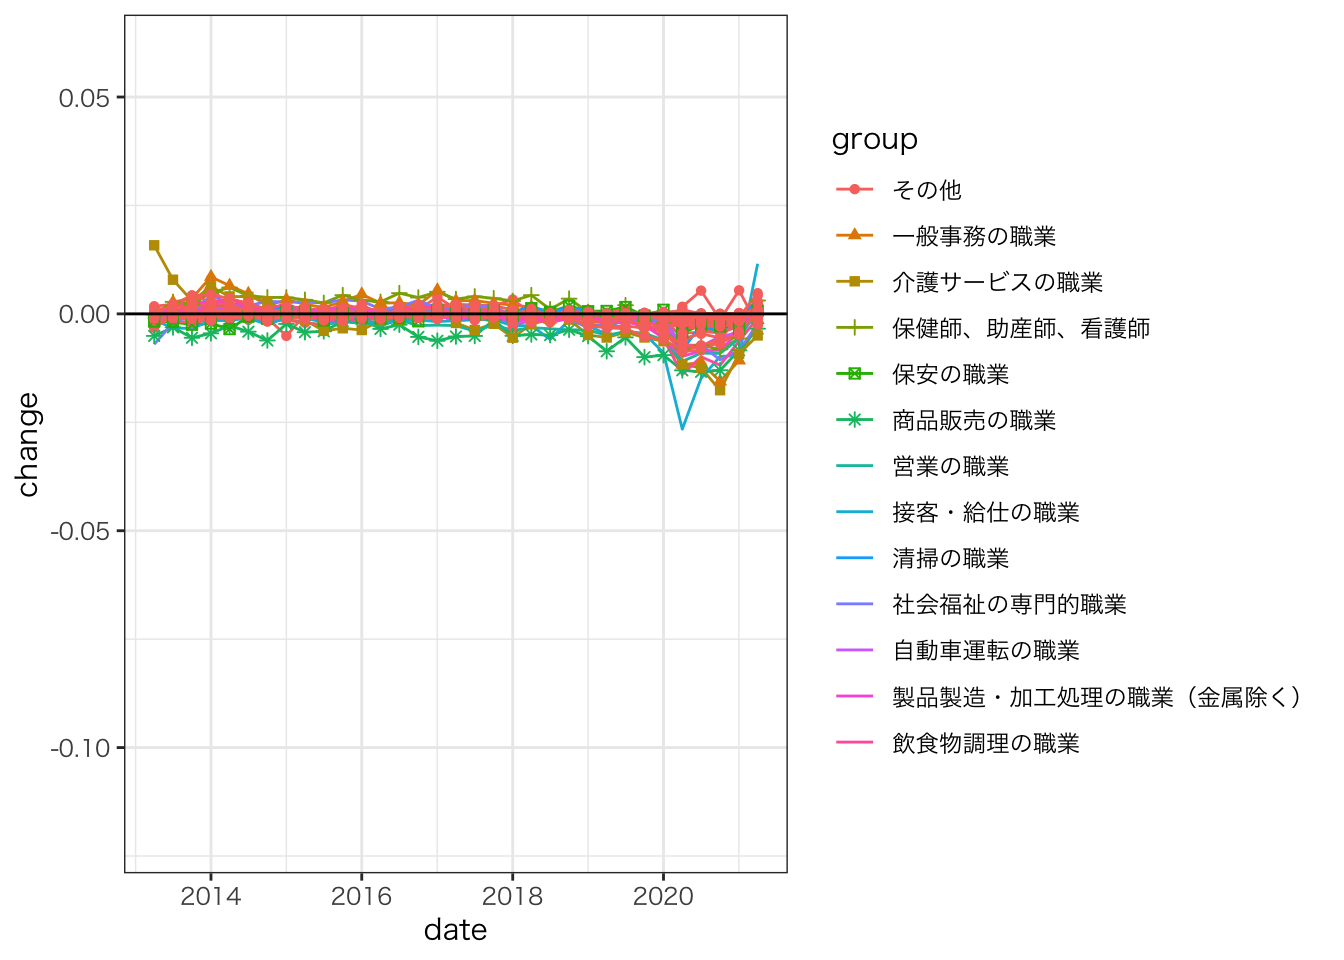 0.05
0.00
-0.05
-0.10
change
2014
2016
2018
2020
date
group
その他
一般事務の職業
介護サービスの職業
保健師、助産師、看護師
保安の職業
商品販売の職業
営業の職業
接客・給仕の職業
清掃の職業
社会福祉の専門的職業
自動車運転の職業
製品製造・加工処理の職業（金属除く）
飲食物調理の職業